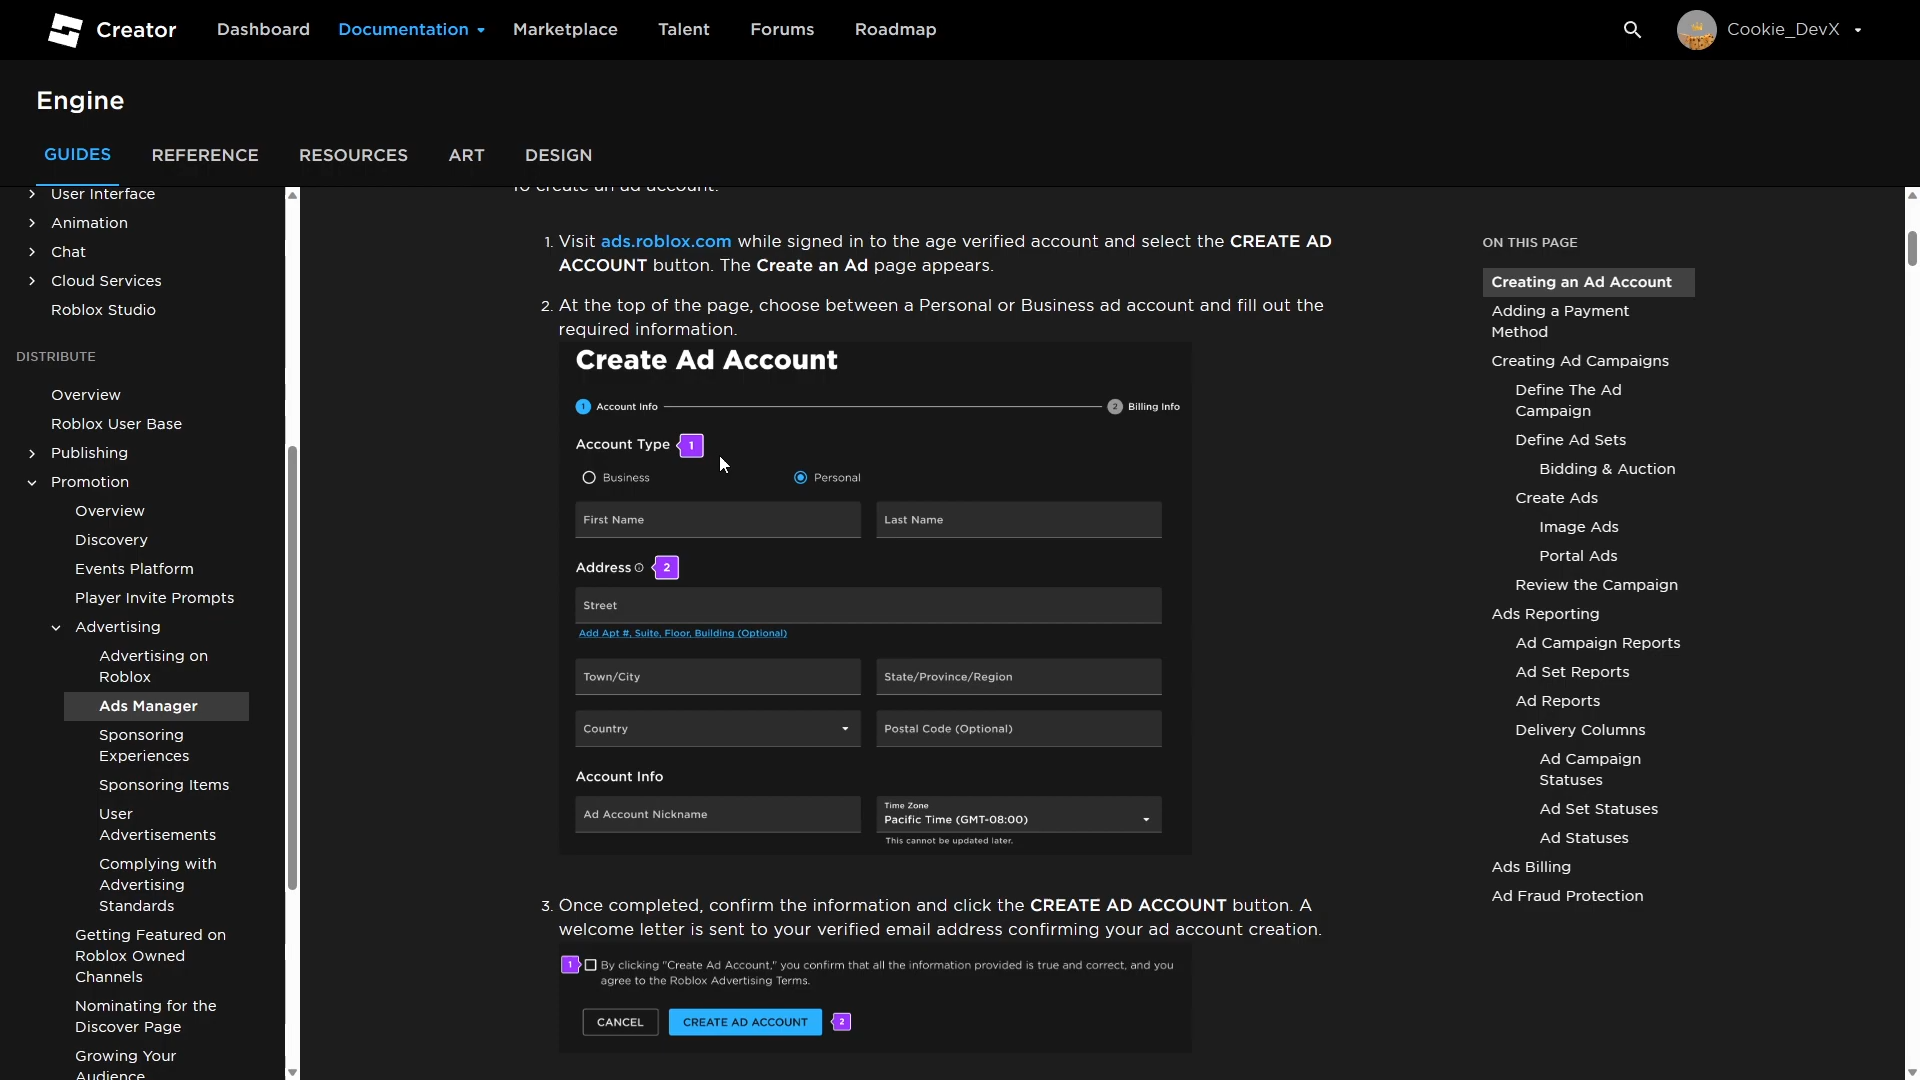 Creator
Dashboard
Documentation
Marketplace
Talent
Forums
Roadmap
Cookie_DevX
Engine
GUIDES
REFERENCE
RESOURCES
ART
DESIGN
User Interface
Animation
Chat
Cloud Services
Roblox Studio
DISTRIBUTE
Overview
Roblox User Base
Publishing
Promotion
Overview
Discovery
Events Platform
Player Invite Prompts
Advertising
Advertising on
Roblox
Ads Manager
Sponsoring
Experiences
Sponsoring Items
User
Advertisements
Complying with
Advertising
Standards
Getting Featured on
Roblox Owned
Channels
Nominating for the
Discover Page
Growing Your
Audience
To create an ad account:
1. Visit ads.roblox.com while signed in to the age verified account and select the CREATE AD
ACCOUNT button. The Create an Ad page appears.
2. At the top of the page, choose between a Personal or Business ad account and fill out the
required information.
Create Ad Account
1 Account Info
2 Billing Info
Account Type 1
Business
Personal
First Name
Last Name
Address 2
Street
Add Apt #, Suite, Floor, Building (Optional)
Town/City
State/Province/Region
Country
Postal Code (Optional)
Account Info
Ad Account Nickname
Time Zone
Pacific Time (GMT-08:00)
This cannot be updated later.
3. Once completed, confirm the information and click the CREATE AD ACCOUNT button. A
welcome letter is sent to your verified email address confirming your ad account creation.
1 By clicking "Create Ad Account," you confirm that all the information provided is true and correct, and you
agree to the Roblox Advertising Terms.
CANCEL
CREATE AD ACCOUNT
2
ON THIS PAGE
Creating an Ad Account
Adding a Payment
Method
Creating Ad Campaigns
Define The Ad
Campaign
Define Ad Sets
Bidding & Auction
Create Ads
Image Ads
Portal Ads
Review the Campaign
Ads Reporting
Ad Campaign Reports
Ad Set Reports
Ad Reports
Delivery Columns
Ad Campaign
Statuses
Ad Set Statuses
Ad Statuses
Ads Billing
Ad Fraud Protection